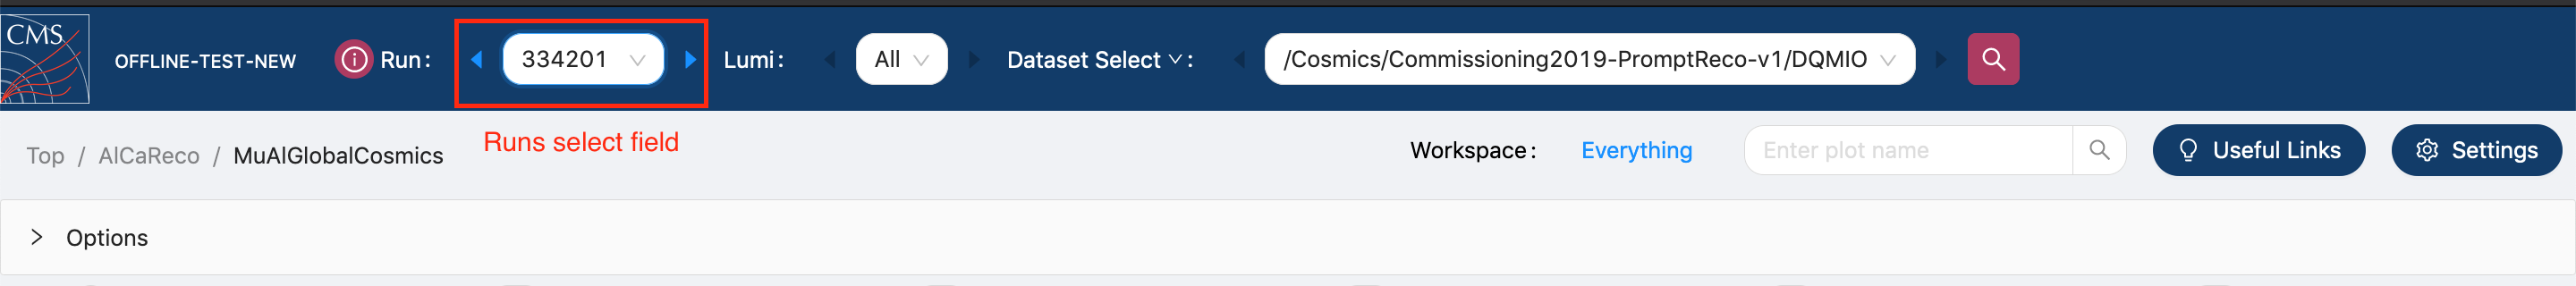 CMS
OFFLINE-TEST-NEW Run: 334201 Lumi: All Dataset Select : /Cosmics/Commissioning2019-PromptReco-v1/DQMIO
Runs select field
Top / AlCaReco / MuAlGlobalCosmics Workspace: Everything Enter plot name Useful Links Settings
Options